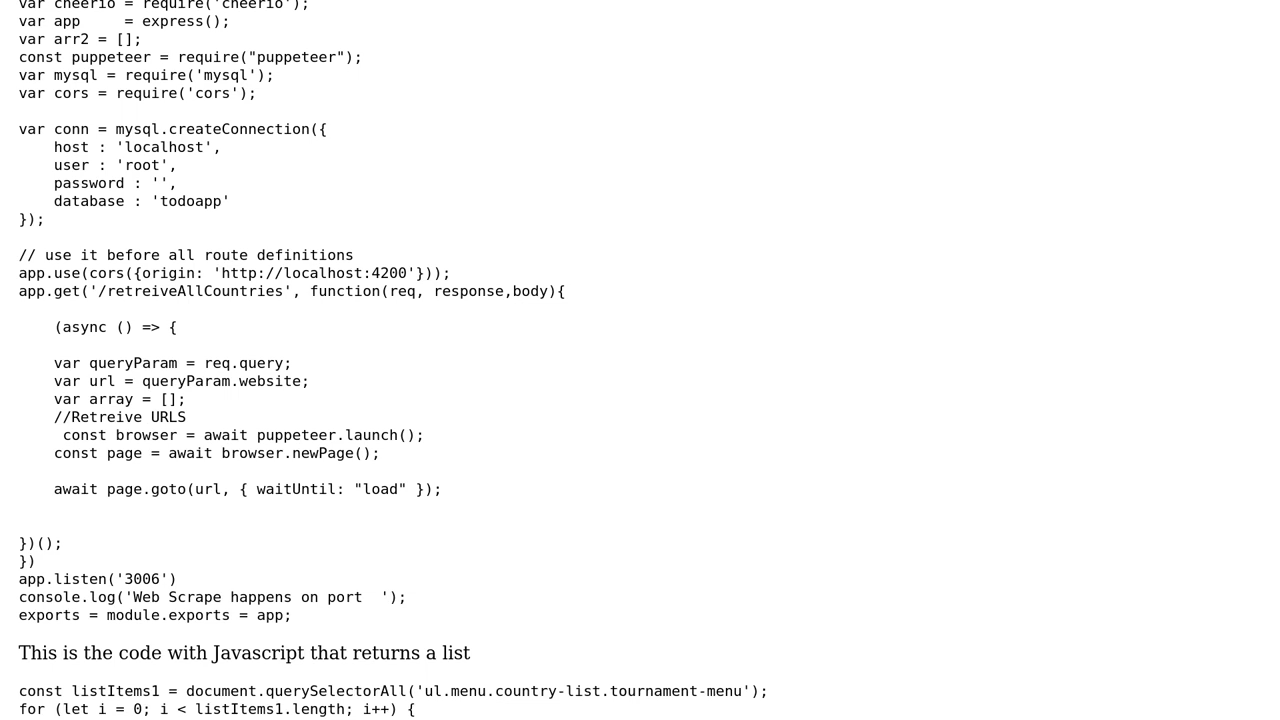 var cheerio = require('cheerio');
var app     = express();
var arr2 = [];
const puppeteer = require("puppeteer");
var mysql = require('mysql');
var cors = require('cors');

var conn = mysql.createConnection({
    host : 'localhost',
    user : 'root',
    password : '',
    database : 'todoapp'
});

// use it before all route definitions
app.use(cors({origin: 'http://localhost:4200'}));
app.get('/retreiveAllCountries', function(req, response,body){

    (async () => {

    var queryParam = req.query;
    var url = queryParam.website;
    var array = [];
    //Retreive URLS
     const browser = await puppeteer.launch();
    const page = await browser.newPage();

    await page.goto(url, { waitUntil: "load" });


})();
})
app.listen('3006')
console.log('Web Scrape happens on port  ');
exports = module.exports = app;

This is the code with Javascript that returns a list

const listItems1 = document.querySelectorAll('ul.menu.country-list.tournament-menu');
for (let i = 0; i < listItems1.length; i++) {